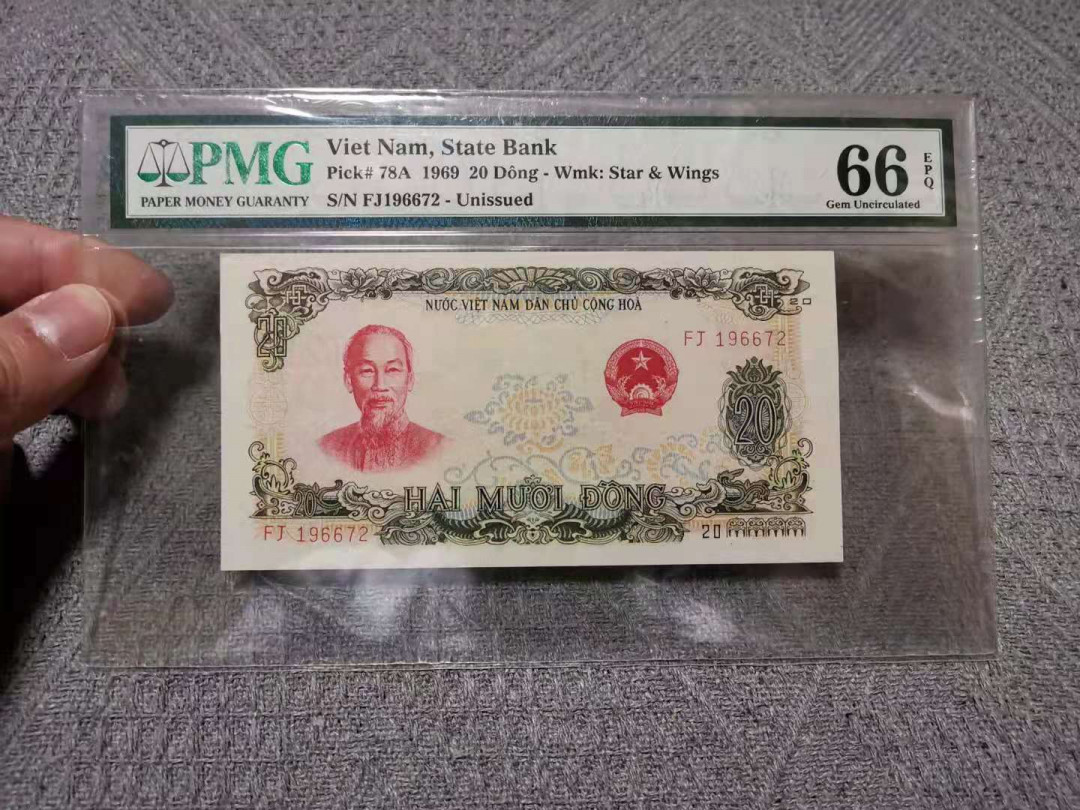 PMG
PAPER MONEY GUARANTY
Viet Nam, State Bank
Pick# 78A 1969 20 Dông - Wmk: Star & Wings
S/N FJ196672 - Unissued
66 EPQ
Gem Uncirculated
NƯỚC VIỆT NAM DÂN CHỦ CỘNG HOÀ
20
20
FJ 196672
20
HAI MƯƠI ĐỒNG
20
FJ 196672
20